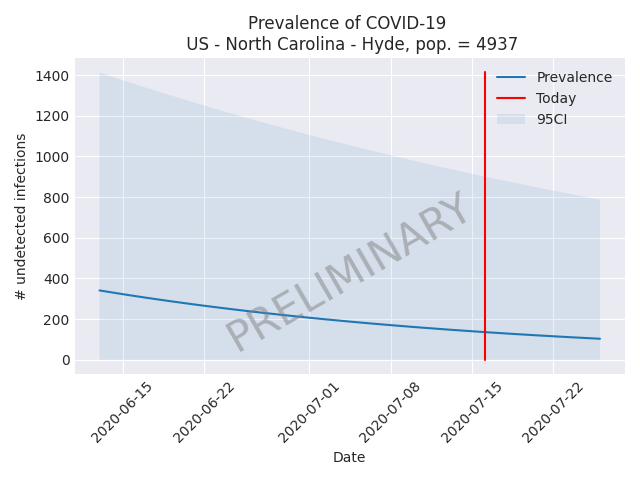 Prevalence of COVID-19
US - North Carolina - Hyde, pop. = 4937
1400
1200
1000
800
600
400
200
0
# undetected infections
Prevalence
Today
95CI
PRELIMINARY
2020-06-15
2020-06-22
2020-07-01
2020-07-08
2020-07-15
2020-07-22
Date